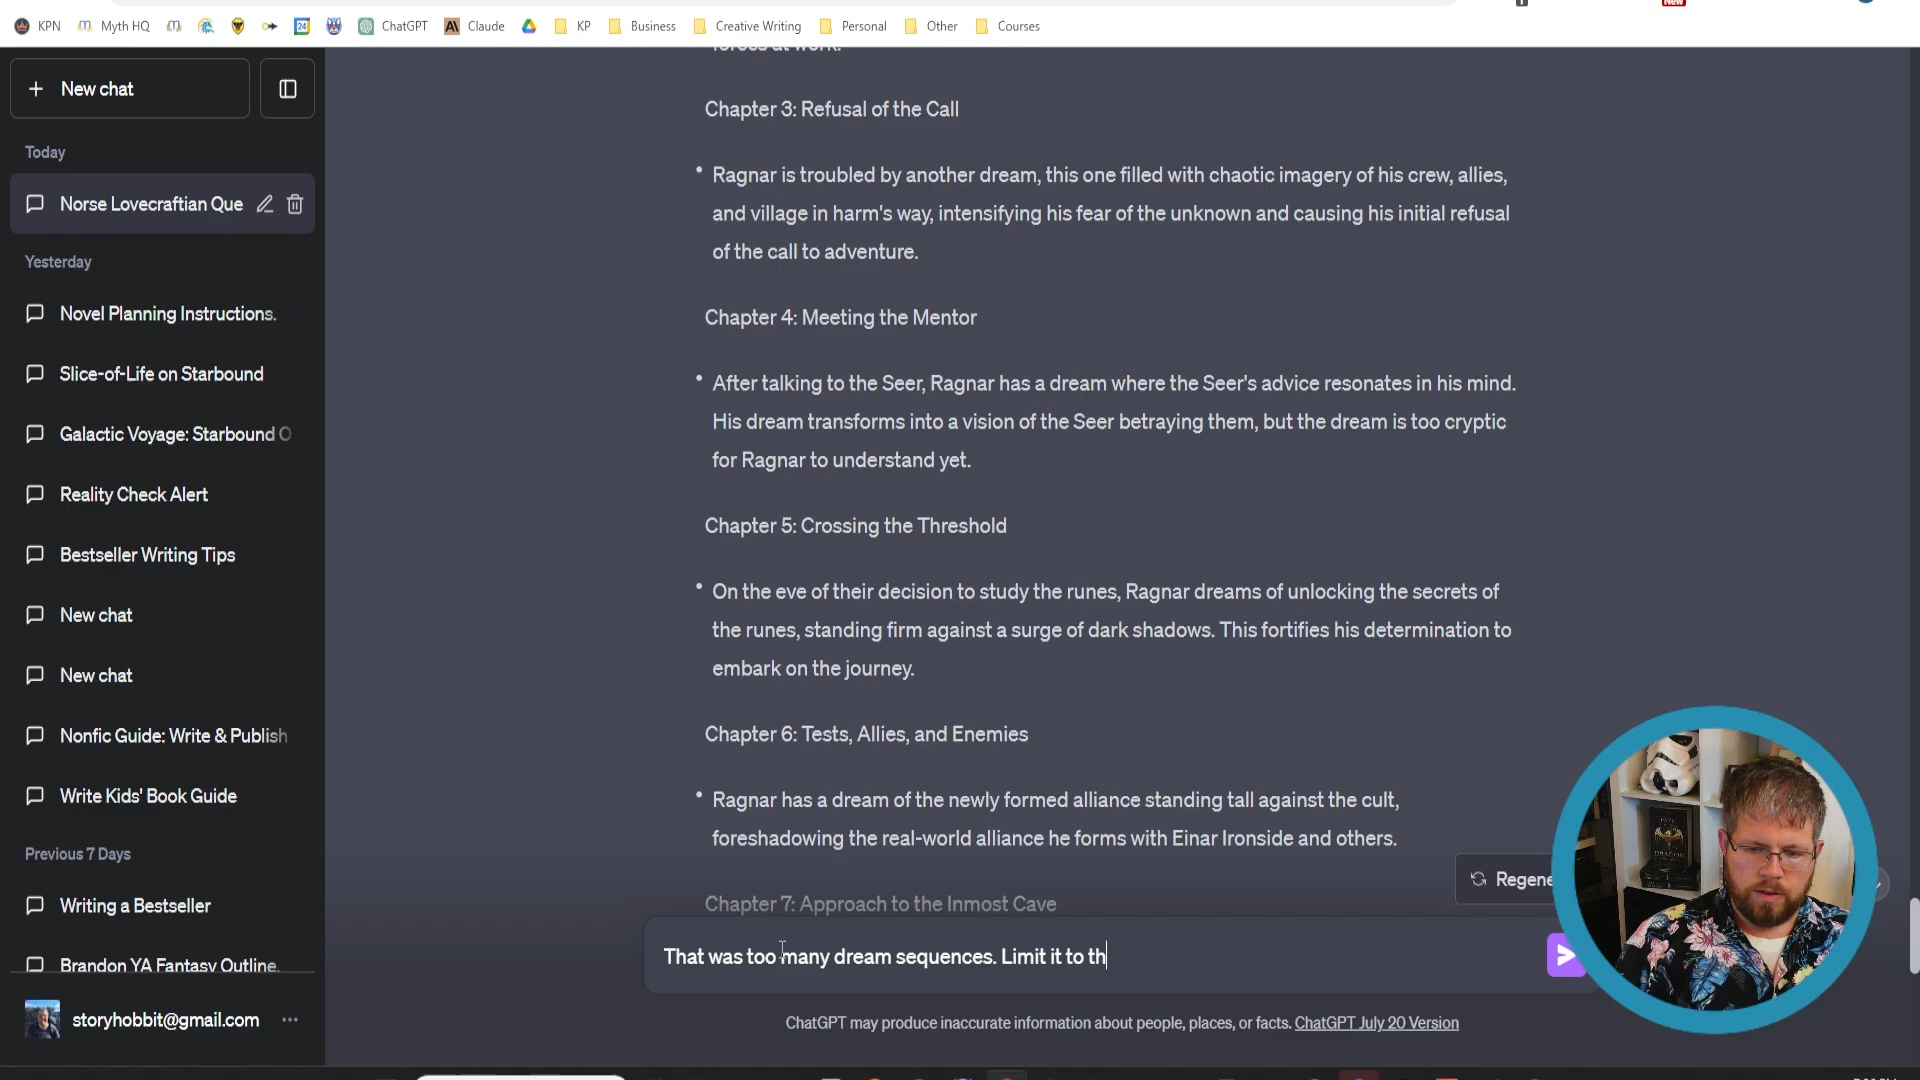 New
KPN Myth HQ 24 ChatGPT Claude KP Business Creative Writing Personal Other Courses
forces at work.
+ New chat
Today
Norse Lovecraftian Que
Yesterday
Novel Planning Instructions.
Slice-of-Life on Starbound
Galactic Voyage: Starbound O
Reality Check Alert
Bestseller Writing Tips
New chat
New chat
Nonfic Guide: Write & Publish
Write Kids' Book Guide
Previous 7 Days
Writing a Bestseller
Brandon YA Fantasy Outline.
storyhobbit@gmail.com ...
Chapter 3: Refusal of the Call
• Ragnar is troubled by another dream, this one filled with chaotic imagery of his crew, allies,
and village in harm's way, intensifying his fear of the unknown and causing his initial refusal
of the call to adventure.
Chapter 4: Meeting the Mentor
• After talking to the Seer, Ragnar has a dream where the Seer's advice resonates in his mind.
His dream transforms into a vision of the Seer betraying them, but the dream is too cryptic
for Ragnar to understand yet.
Chapter 5: Crossing the Threshold
• On the eve of their decision to study the runes, Ragnar dreams of unlocking the secrets of
the runes, standing firm against a surge of dark shadows. This fortifies his determination to
embark on the journey.
Chapter 6: Tests, Allies, and Enemies
• Ragnar has a dream of the newly formed alliance standing tall against the cult,
foreshadowing the real-world alliance he forms with Einar Ironside and others.
Regene
Chapter 7: Approach to the Inmost Cave
That was too many dream sequences. Limit it to th
ChatGPT may produce inaccurate information about people, places, or facts. ChatGPT July 20 Version
DRAGON